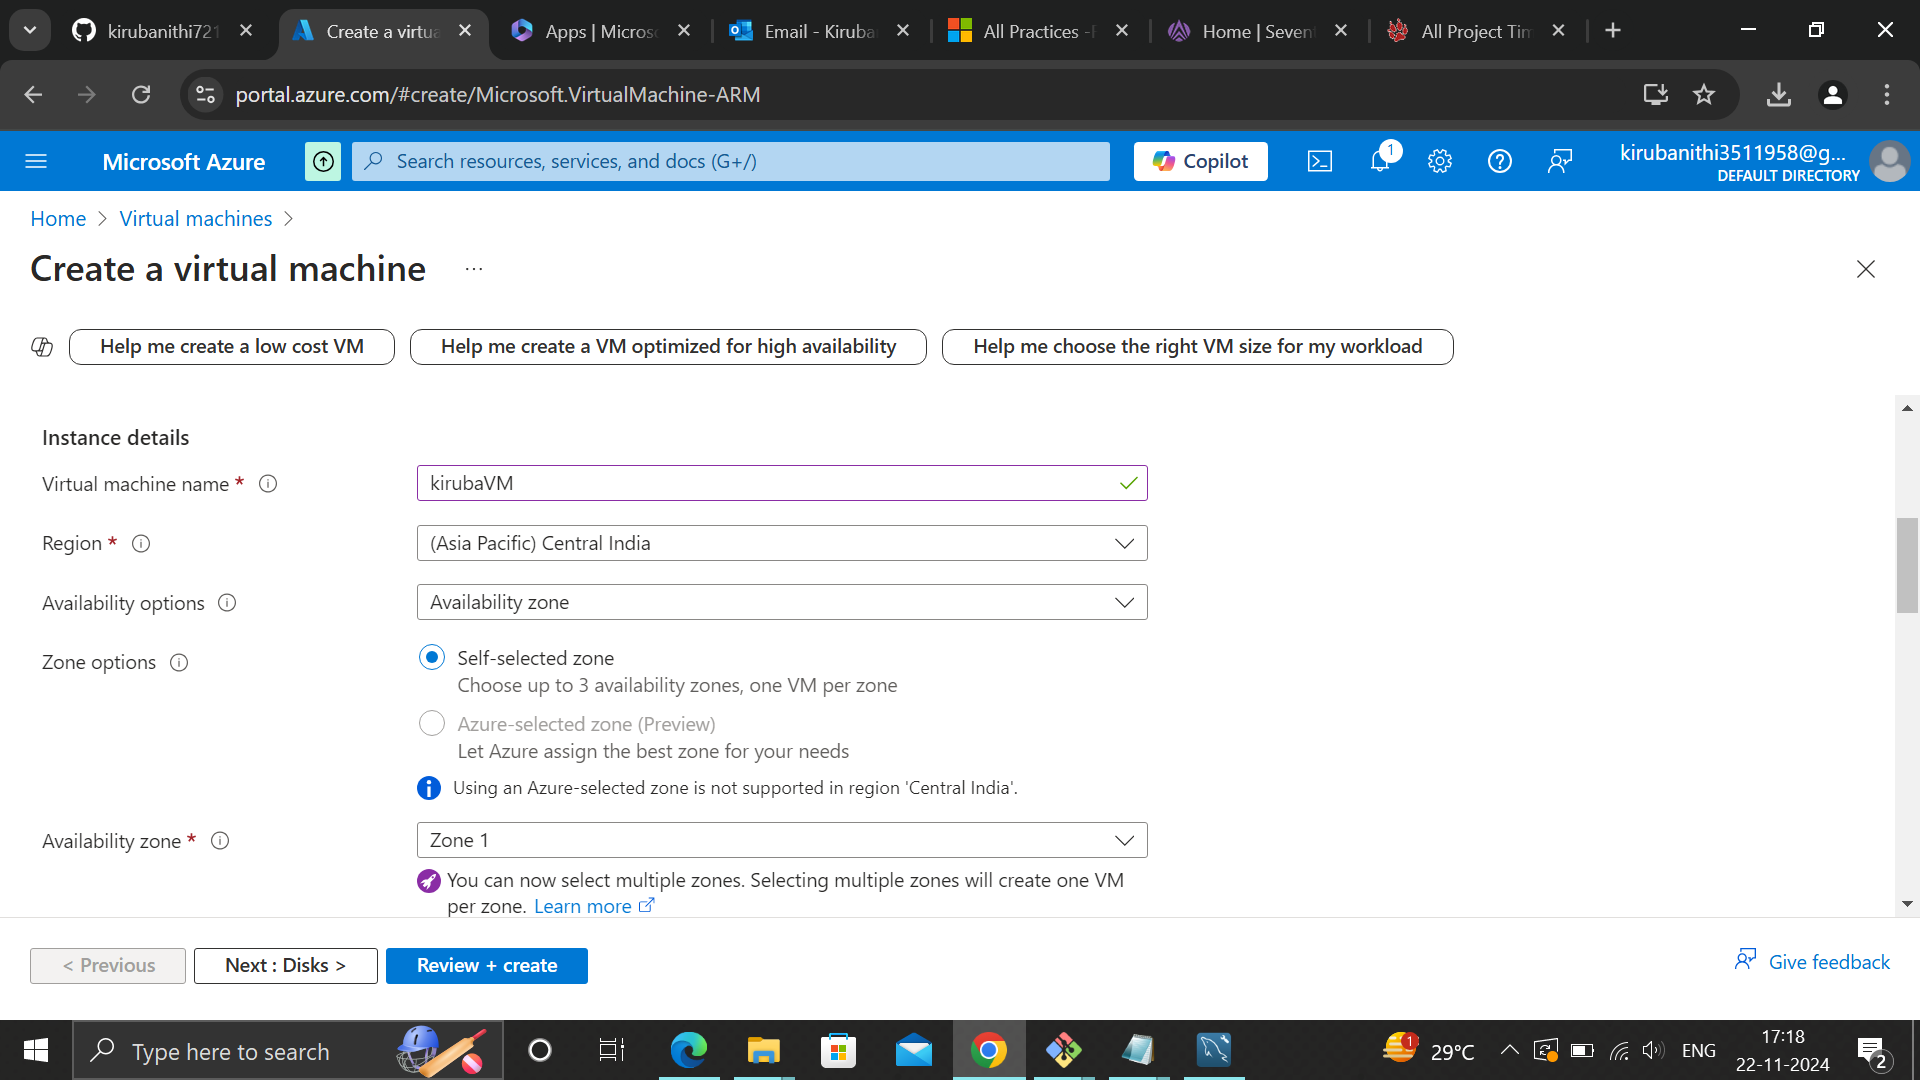 kirubanithi721
Create a virtua
Apps | Micros
Email - Kiruba
All Practices -
Home | Sevent
All Project Tim
portal.azure.com/#create/Microsoft.VirtualMachine-ARM
Microsoft Azure
Search resources, services, and docs (G+/)
Copilot
1
kirubanithi3511958@g...
DEFAULT DIRECTORY
Home > Virtual machines >
Create a virtual machine ...
Help me create a low cost VM
Help me create a VM optimized for high availability
Help me choose the right VM size for my workload
Instance details
Virtual machine name *
kirubaVM
Region *
(Asia Pacific) Central India
Availability options
Availability zone
Zone options
Self-selected zone
Choose up to 3 availability zones, one VM per zone
Azure-selected zone (Preview)
Let Azure assign the best zone for your needs
Using an Azure-selected zone is not supported in region 'Central India'.
Availability zone *
Zone 1
You can now select multiple zones. Selecting multiple zones will create one VM
per zone. Learn more
< Previous
Next : Disks >
Review + create
Give feedback
Type here to search
1
29°C
ENG
17:18
22-11-2024
2